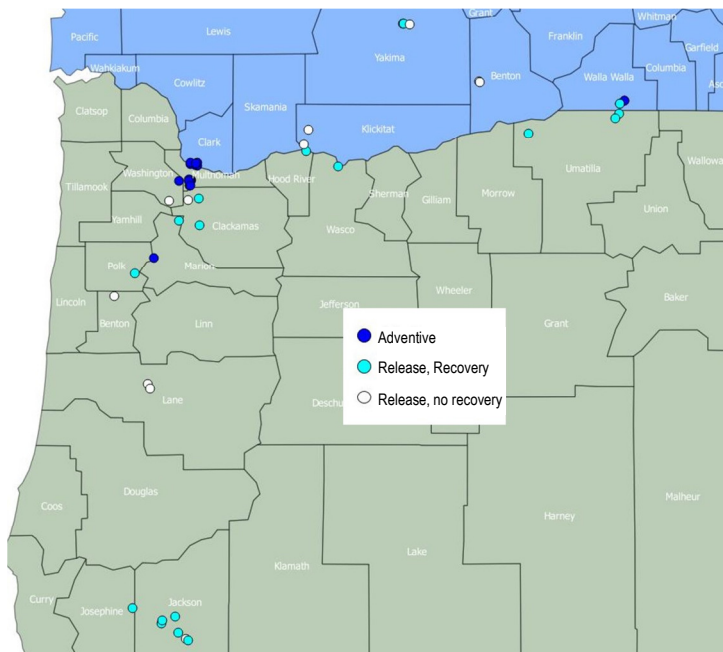 Grant
Whitman
Pacific
Lewis
Franklin
Yakima
Garfield
Wahkiakum
Benton
Walla Walla
Columbia
Cowlitz
Skamania
Clatsop
Columbia
Klickitat
Clark
Washington
Multnomah
Hood River
Umatilla
Wallowa
Tillamook
Sherman
Gilliam
Morrow
Yamhill
Clackamas
Wasco
Union
Polk
Marion
Wheeler
Baker
Lincoln
Jefferson
Benton
Linn
Grant
Adventive
Release, Recovery
Release, no recovery
Lane
Deschu
Douglas
Malheur
Coos
Harney
Lake
Klamath
Curry
Josephine
Jackson